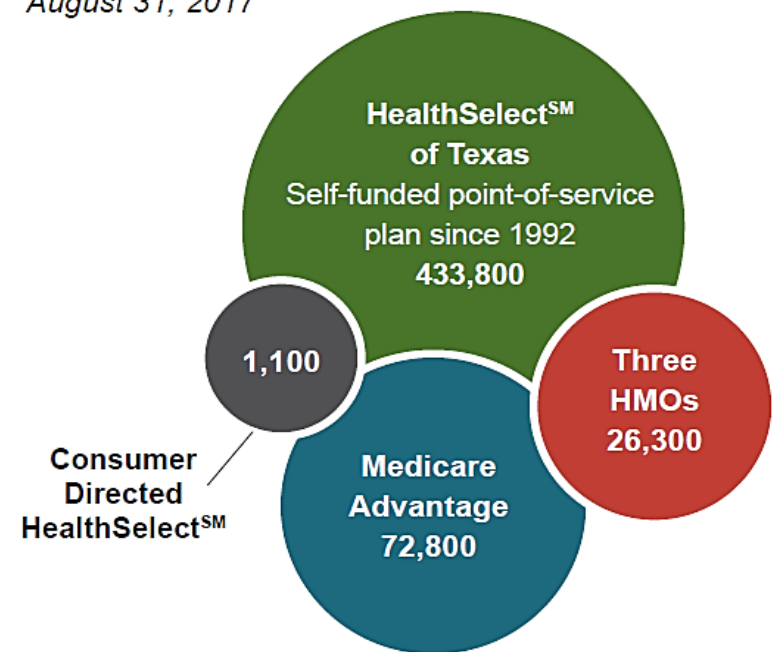 August 31, 2017
HealthSelectSM
of Texas
Self-funded point-of-service
plan since 1992
433,800
1,100
Consumer
Directed
HealthSelectSM
Three
HMOs
26,300
Medicare
Advantage
72,800